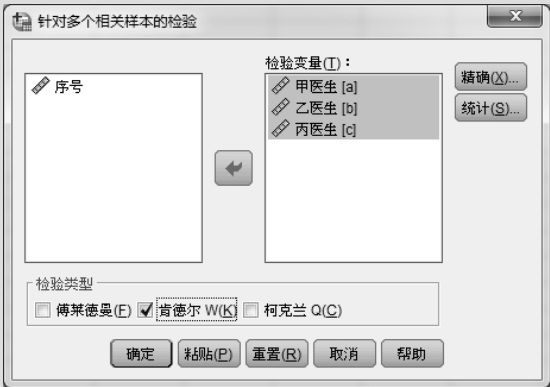 针对多个相关样本的检验
检验变量(T)：
序号
甲医生 [a]
乙医生 [b]
丙医生 [c]
精确(X)...
统计(S)...
检验类型
傅莱德曼(F) 肯德尔 W(K) 柯克兰 Q(C)
确定 粘贴(P) 重置(R) 取消 帮助